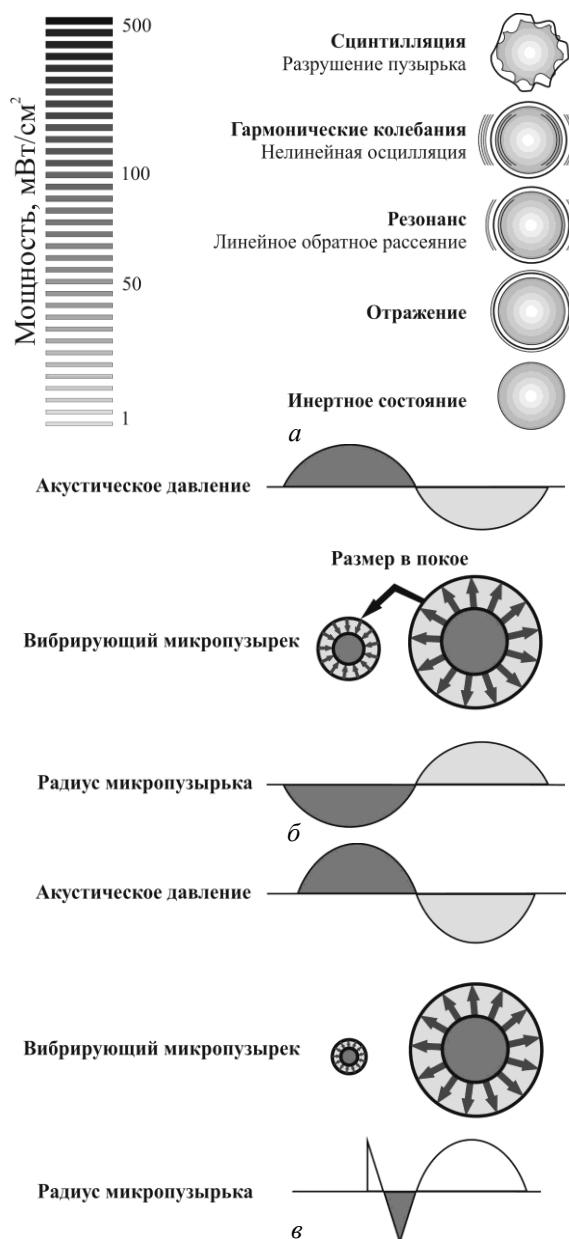 Мощность, мВт/см²
500
100
50
1
Сцинтилляция
Разрушение пузырька
Гармонические колебания
Нелинейная осцилляция
Резонанс
Линейное обратное рассеяние
Отражение
Инертное состояние
а
Акустическое давление
Размер в покое
Вибрирующий микропузырек
Радиус микропузырька
б
Акустическое давление
Вибрирующий микропузырек
Радиус микропузырька
в